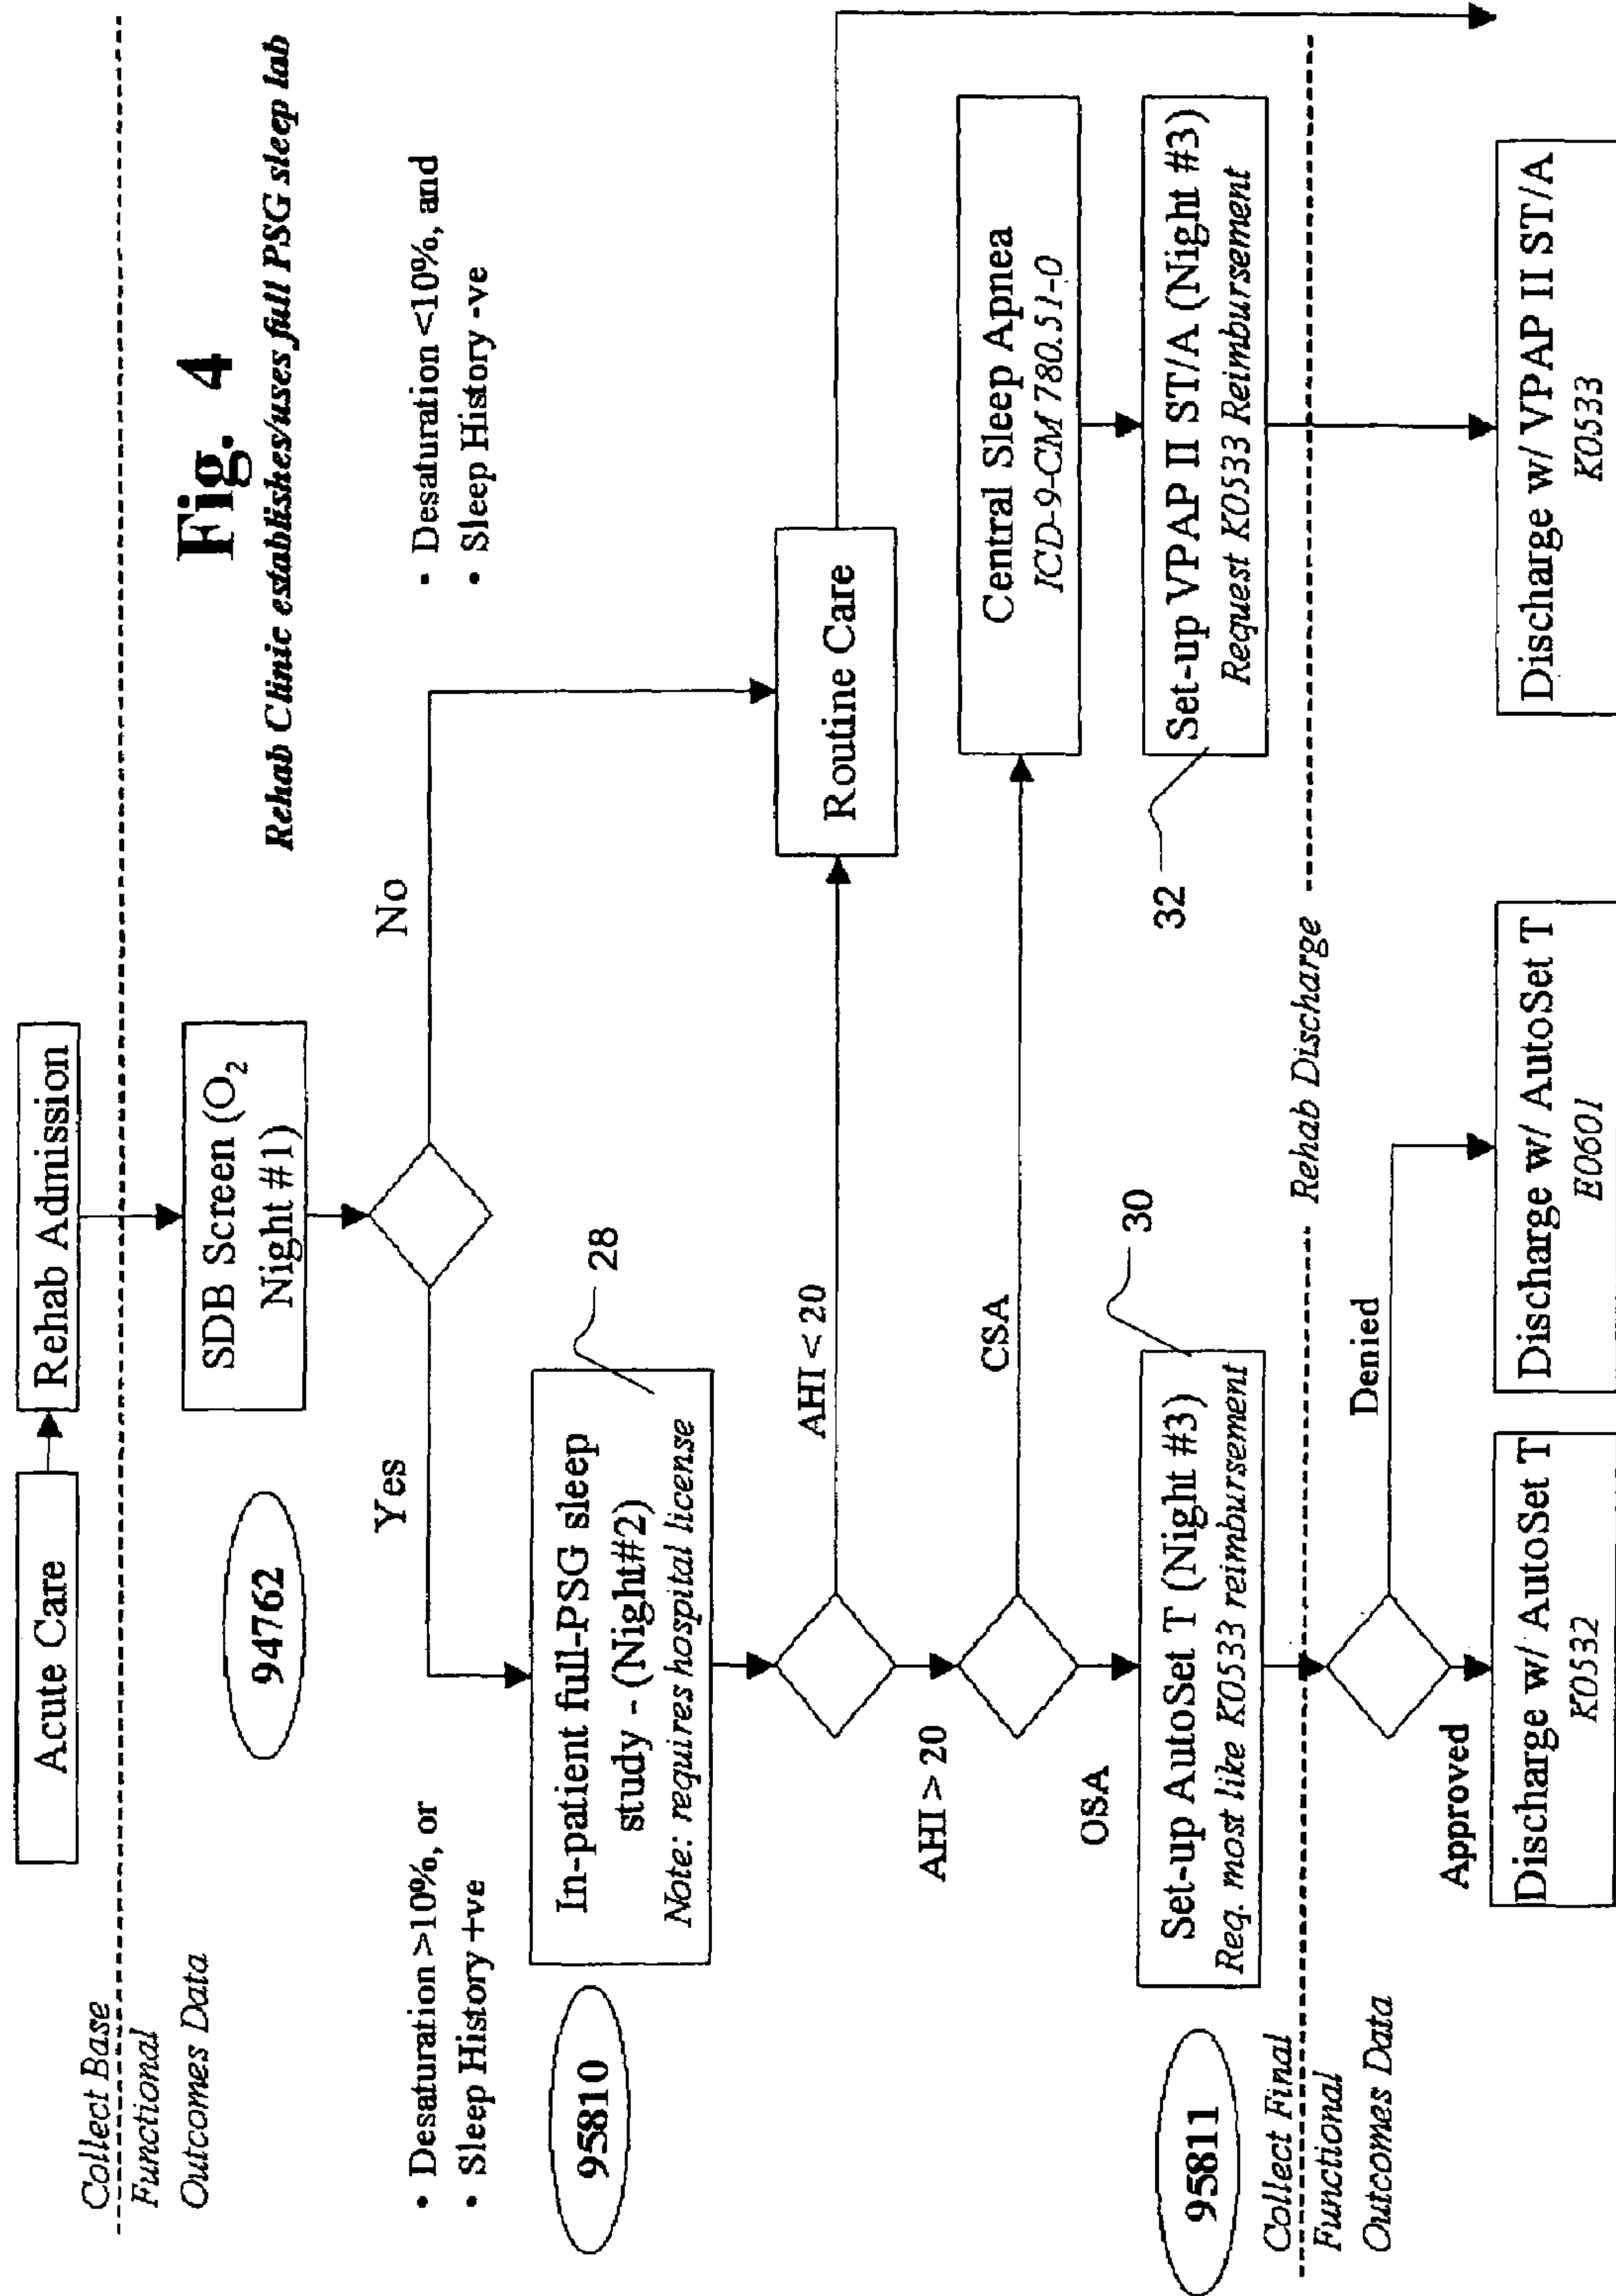 Fig. 4
Rehab Clinic establishes/uses full PSG sleep lab
Acute Care
Rehab Admission
Collect Base
Functional
Outcomes Data
94762
SDB Screen (O2
Night #1)
Yes
No
• Desaturation >10%, or
• Sleep History +ve
• Desaturation <10%, and
• Sleep History -ve
95810
In-patient full-PSG sleep
study - (Night#2)
Note: requires hospital license
28
AHI < 20
Routine Care
AHI > 20
CSA
Central Sleep Apnea
ICD-9-CM 780.51-0
OSA
95811
Set-up AutoSet T (Night #3)
Req. most like K0533 reimbursement
30
32
Set-up VPAP II ST/A (Night #3)
Request K0533 Reimbursement
Collect Final
Functional
Outcomes Data
Rehab Discharge
Approved
Denied
Discharge w/ AutoSet T
K0532
Discharge w/ AutoSet T
E0601
Discharge w/ VPAP II ST/A
K0533